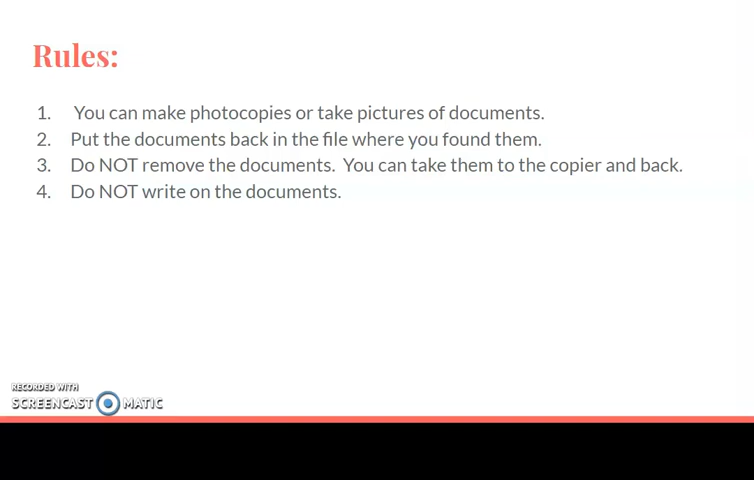 Rules:
1. You can make photocopies or take pictures of documents.
2. Put the documents back in the file where you found them.
3. Do NOT remove the documents. You can take them to the copier and back.
4. Do NOT write on the documents.
RECORDED WITH
SCREENCAST MATIC